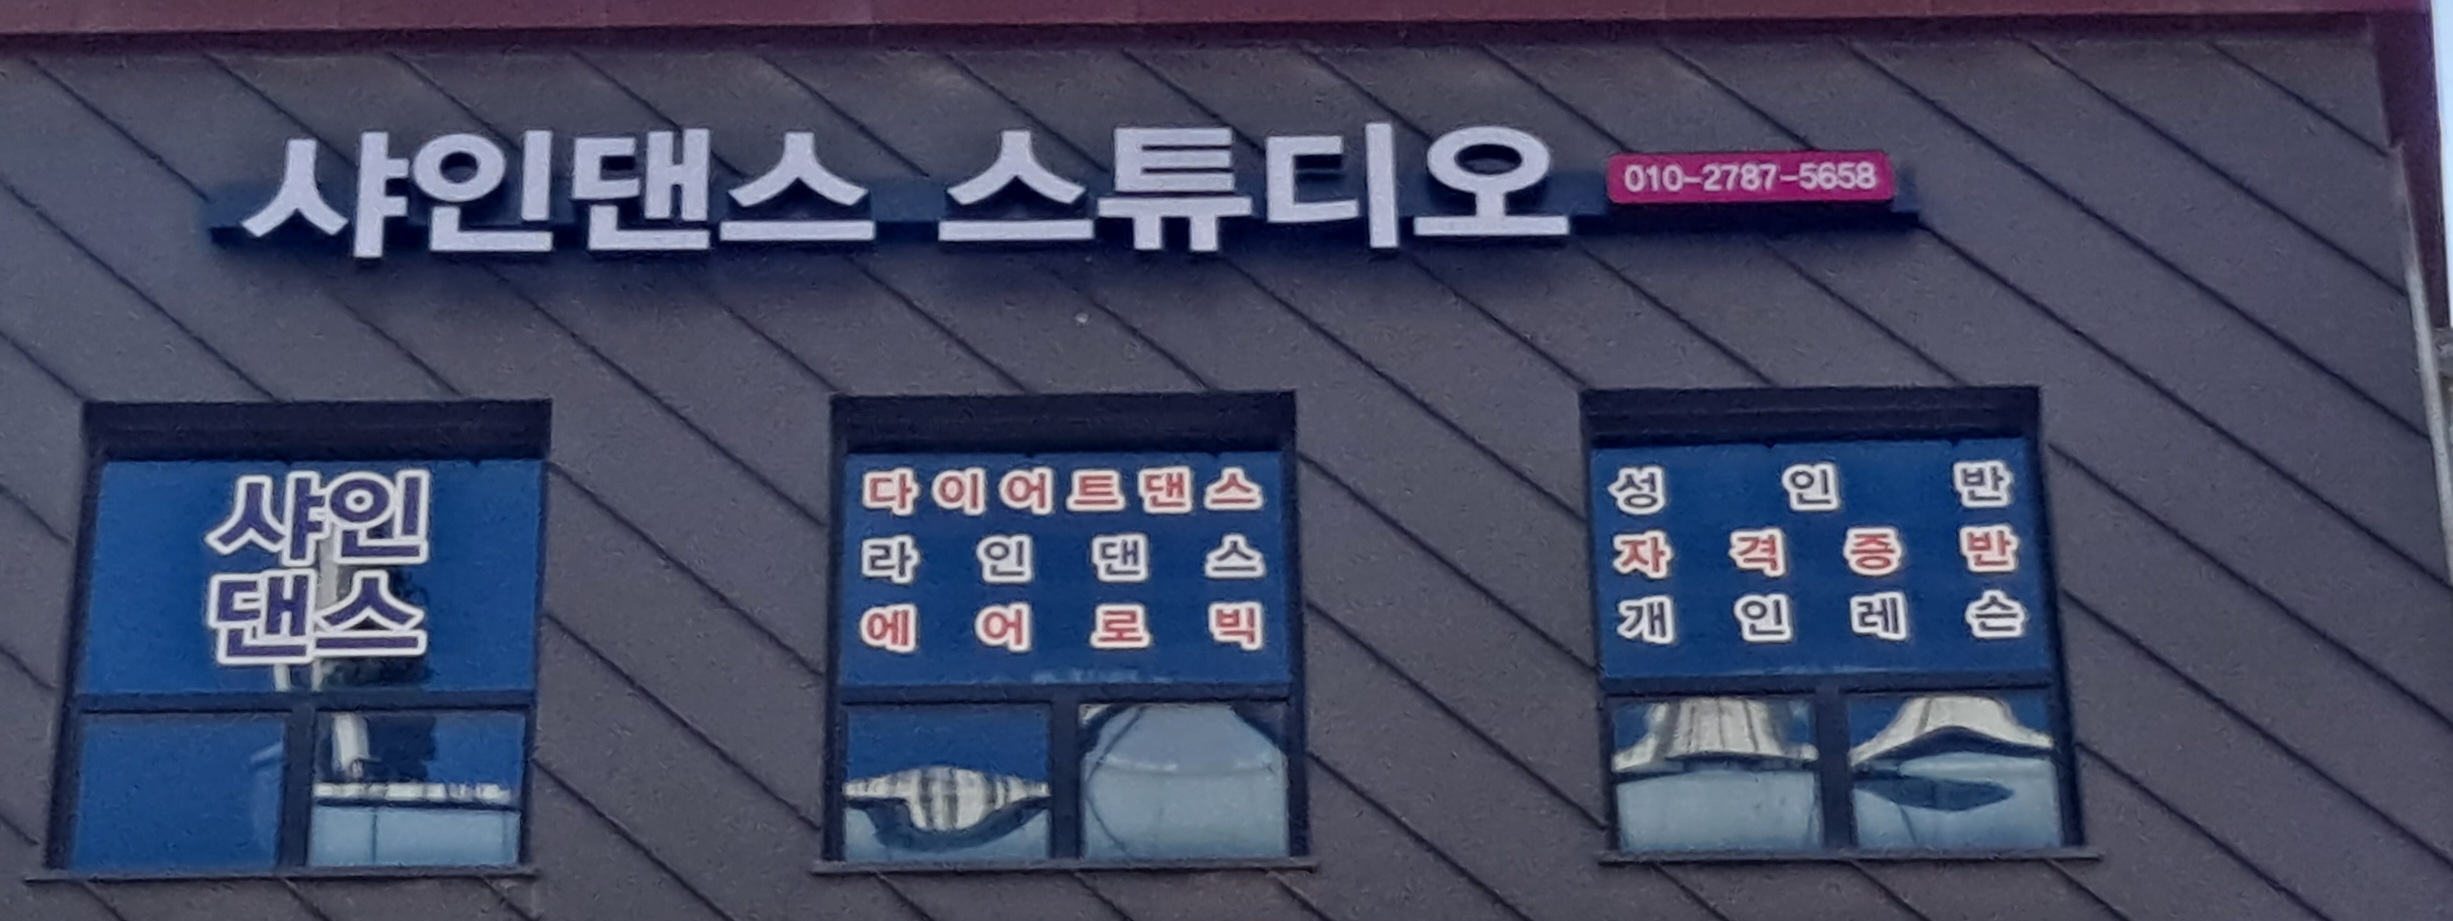 샤인댄스 스튜디오 010-2787-5658
샤인
댄스
다이어트댄스
라인댄스
에어로빅
성인반
자격증반
개인레슨